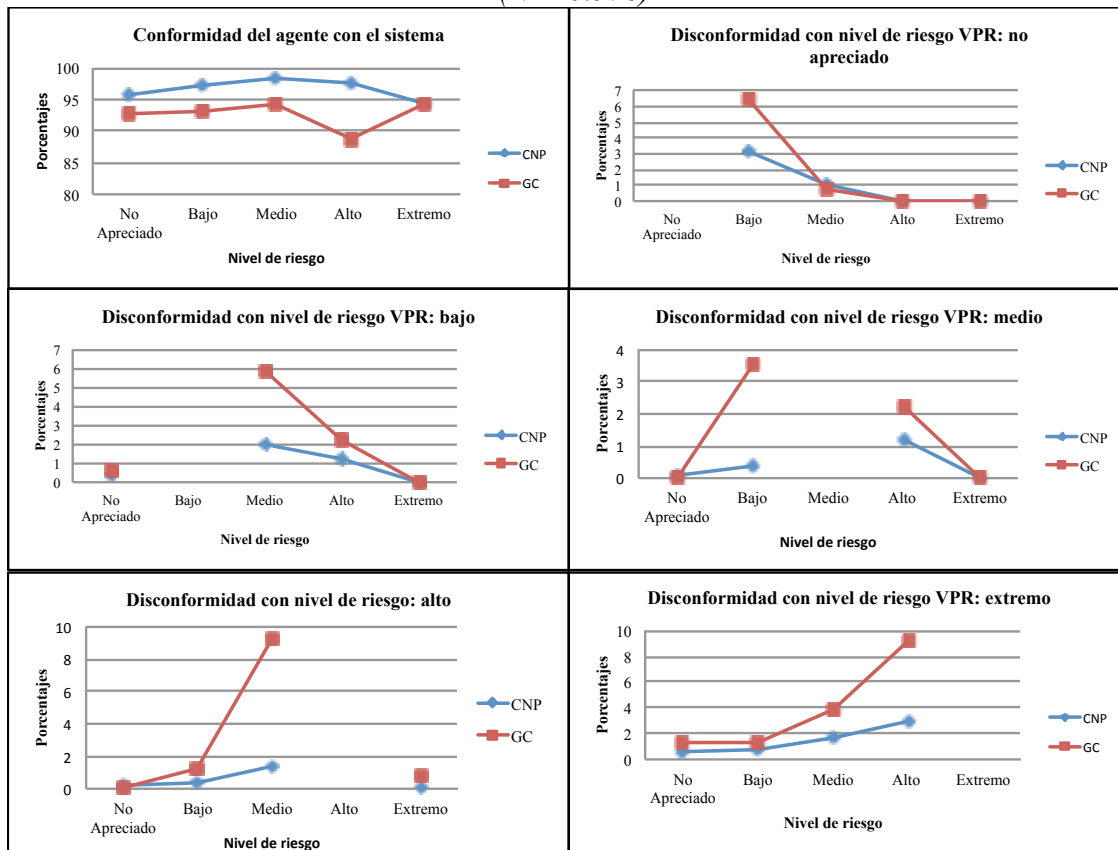 Conformidad del agente con el sistema
Porcentajes
100
95
90
85
80
No Apreciado
Bajo
Medio
Alto
Extremo
Nivel de riesgo
CNP
GC
Disconformidad con nivel de riesgo VPR: no
apreciado
Porcentajes
7
6
5
4
3
2
1
0
No
Apreciado
Bajo
Medio
Alto
Extremo
Nivel de riesgo
CNP
GC
Disconformidad con nivel de riesgo VPR: bajo
Porcentajes
7
6
5
4
3
2
1
0
No
Apreciado
Bajo
Medio
Alto
Extremo
Nivel de riesgo
CNP
GC
Disconformidad con nivel de riesgo VPR: medio
Porcentajes
4
3
2
1
0
No
Apreciado
Bajo
Medio
Alto
Extremo
Nivel de riesgo
CNP
GC
Disconformidad con nivel de riesgo: alto
Porcentajes
10
8
6
4
2
0
No
Apreciado
Bajo
Medio
Alto
Extremo
Nivel de riesgo
CNP
GC
Disconformidad con nivel de riesgo VPR: extremo
Porcentajes
10
8
6
4
2
0
No
Apreciado
Bajo
Medio
Alto
Extremo
Nivel de riesgo
CNP
GC